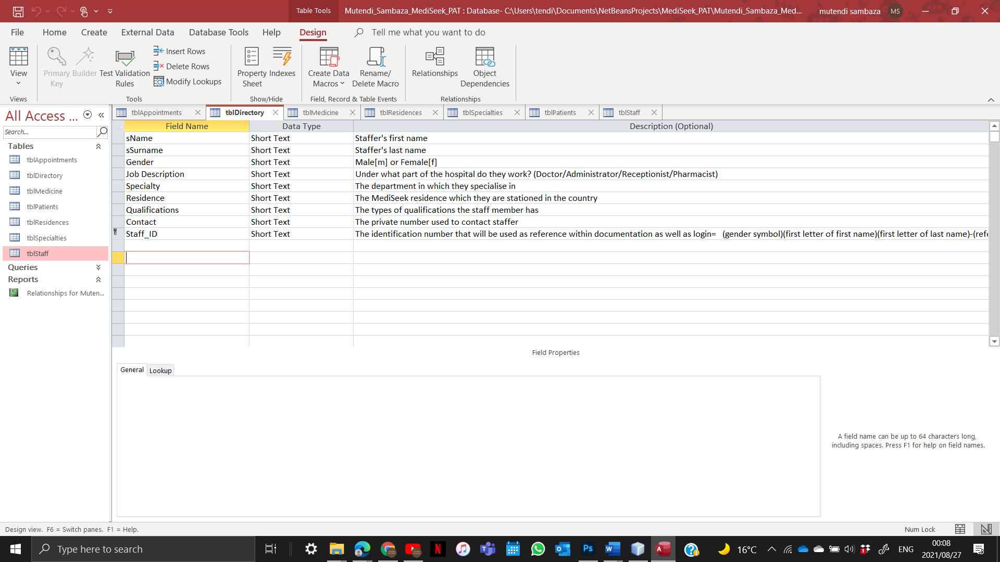 Table Tools
Mutendi_Sambaza_MediSeek_PAT : Database- C:\Users\tendi\Documents\NetBeansProjects\MediSeek_PAT\Mutendi_Sambaza_Med...
mutendi sambaza
MS
File Home Create External Data Database Tools Help Design Tell me what you want to do
View
Primary Key
Builder
Test Validation Rules
Insert Rows
Delete Rows
Modify Lookups
Property Sheet
Indexes
Create Data Macros
Rename/ Delete Macro
Relationships
Object Dependencies
Views
Tools
Show/Hide
Field, Record & Table Events
Relationships
All Access ...
Search...
Tables
tblAppointments
tblDirectory
tblMedicine
tblPatients
tblResidences
tblSpecialties
tblStaff
Queries
Reports
Relationships for Muten...
tblAppointments tblDirectory tblMedicine tblResidences tblSpecialties tblPatients tblStaff
Field Name Data Type Description (Optional)
sName Short Text Staffer's first name
sSurname Short Text Staffer's last name
Gender Short Text Male[m] or Female[f]
Job Description Short Text Under what part of the hospital do they work? (Doctor/Administrator/Receptionist/Pharmacist)
Specialty Short Text The department in which they specialise in
Residence Short Text The MediSeek residence which they are stationed in the country
Qualifications Short Text The types of qualifications the staff member has
Contact Short Text The private number used to contact staffer
Staff_ID Short Text The identification number that will be used as reference within documentation as well as login= (gender symbol)(first letter of first name)(first letter of last name)-(refe
Field Properties
General Lookup
A field name can be up to 64 characters long,
including spaces. Press F1 for help on field names.
Design view. F6 = Switch panes. F1 = Help.
Num Lock
Type here to search
16°C
ENG
00:08
2021/08/27